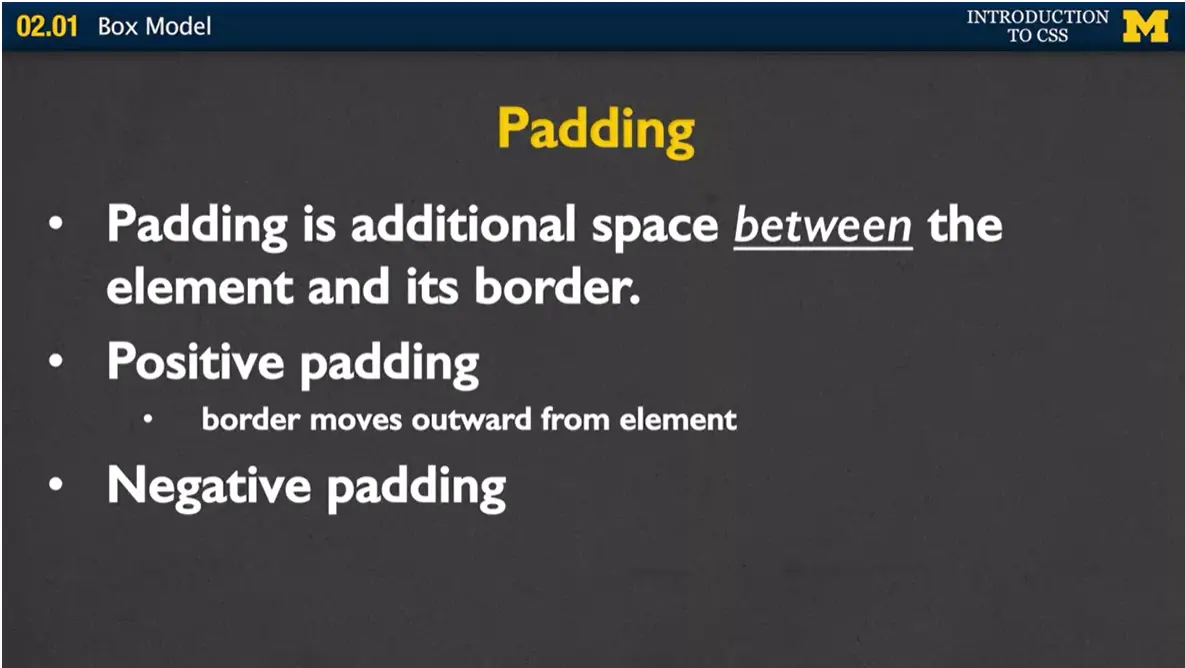 02.01 Box Model
INTRODUCTION
TO CSS
M
Padding
• Padding is additional space between the
element and its border.
• Positive padding
• border moves outward from element
• Negative padding